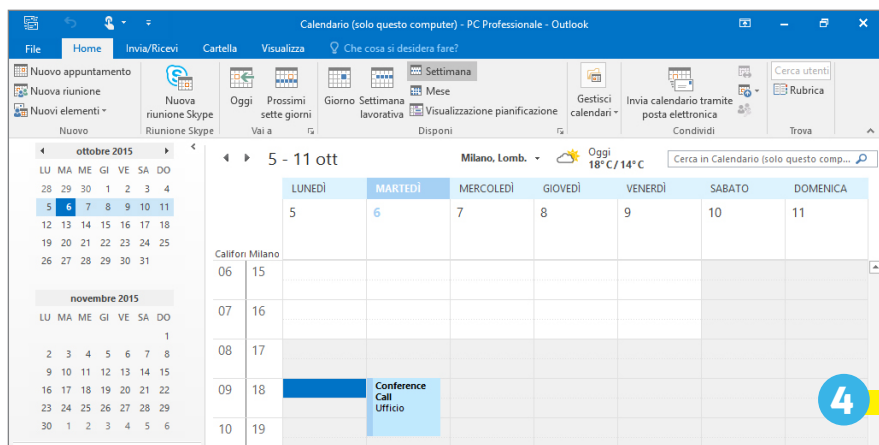 Calendario (solo questo computer) - PC Professionale - Outlook
File Home Invia/Ricevi Cartella Visualizza Che cosa si desidera fare?
Nuovo appuntamento
Nuova riunione
Nuovi elementi
Nuovo
Nuova
riunione Skype
Riunione Skype
Oggi
Prossimi
sette giorni
Vai a
Giorno
Settimana
lavorativa
Settimana
Mese
Visualizzazione pianificazione
Disponi
Gestisci
calendari
Invia calendario tramite
posta elettronica
Condividi
Cerca utenti
Rubrica
Trova
ottobre 2015
LU MA ME GI VE SA DO
28 29 30 1 2 3 4
5 6 7 8 9 10 11
12 13 14 15 16 17 18
19 20 21 22 23 24 25
26 27 28 29 30 31
novembre 2015
LU MA ME GI VE SA DO
1
2 3 4 5 6 7 8
9 10 11 12 13 14 15
16 17 18 19 20 21 22
23 24 25 26 27 28 29
30 1 2 3 4 5 6
5 - 11 ott
Milano, Lomb.
Oggi
18° C / 14° C
Cerca in Calendario (solo questo comp...
LUNEDÌ MARTEDÌ MERCOLEDÌ GIOVEDÌ VENERDÌ SABATO DOMENICA
5 6 7 8 9 10 11
Califori Milano
06 15
07 16
08 17
09 18
Conference
Call
Ufficio
10 19
4